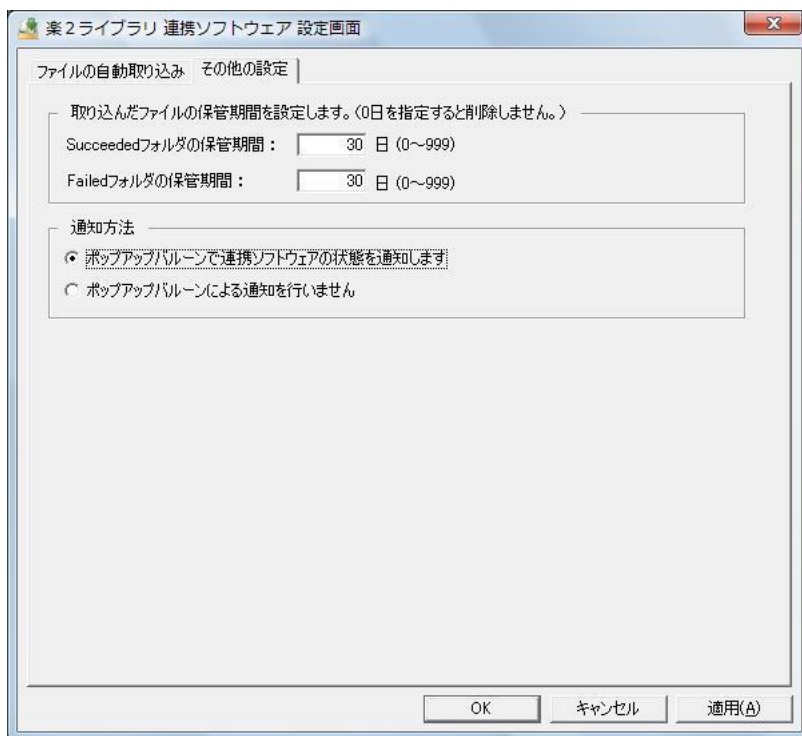 楽2ライブラリ 連携ソフトウェア 設定画面
ファイルの自動取り込み その他の設定
取り込んだファイルの保管期間を設定します。(0日を指定すると削除しません。)
Succeededフォルダの保管期間: 30 日 (0～999)
Failedフォルダの保管期間: 30 日 (0～999)
通知方法
ポップアップバルーンで連携ソフトウェアの状態を通知します
ポップアップバルーンによる通知を行いません
OK キャンセル 適用(A)